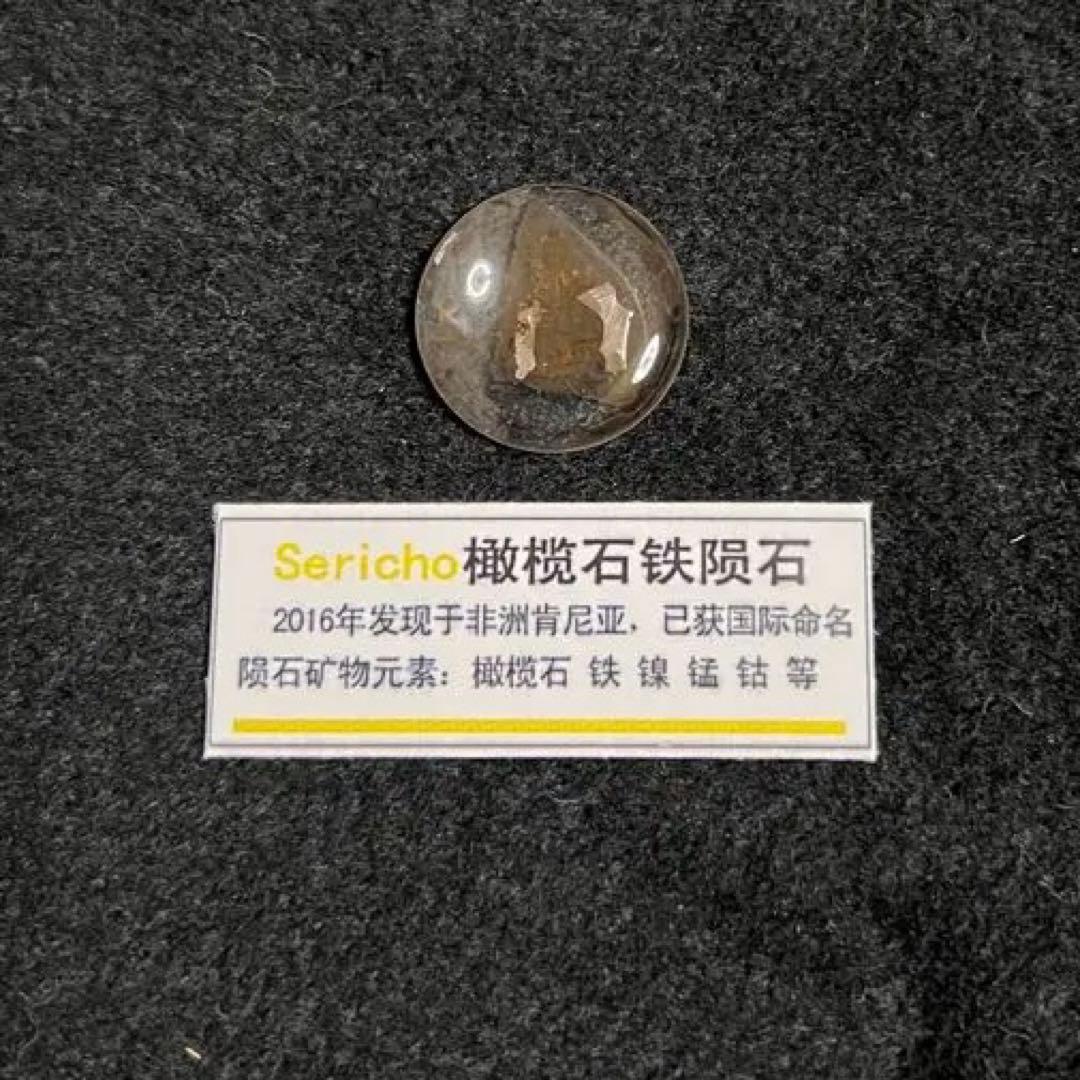 Sericho橄榄石铁陨石
2016年发现于非洲肯尼亚，已获国际命名
陨石矿物元素：橄榄石 铁 镍 锰 钴 等